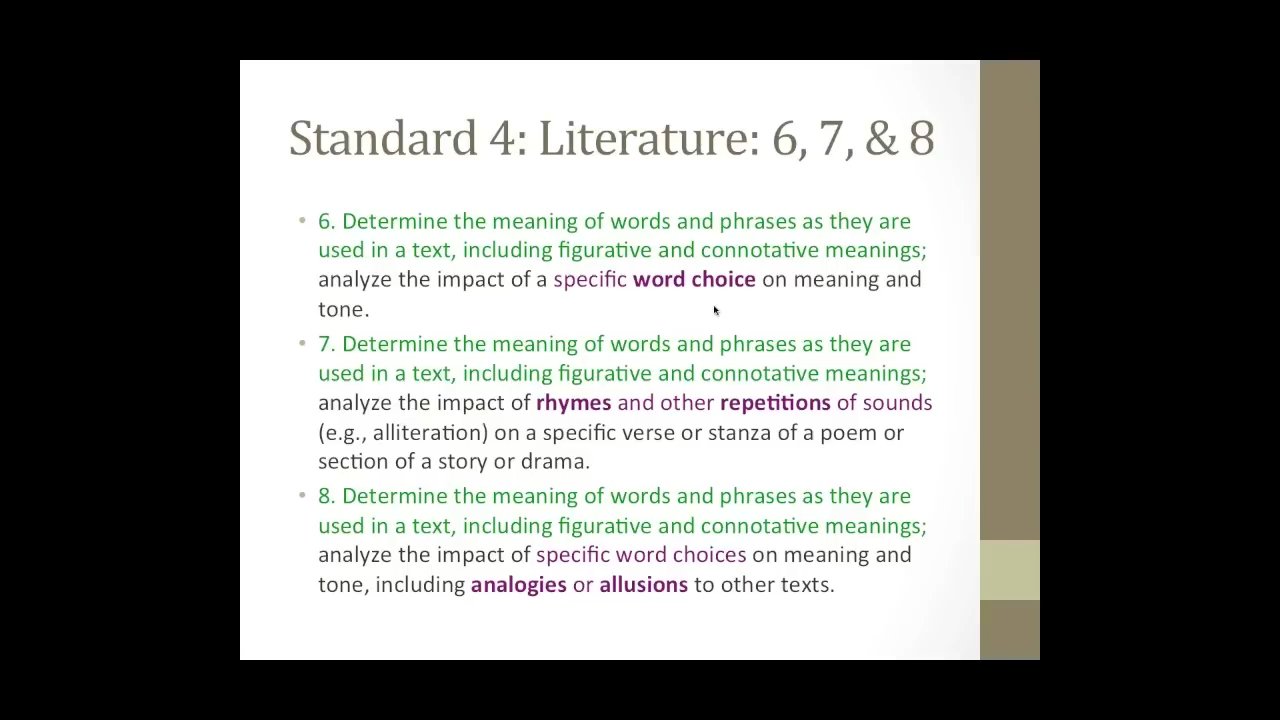 Standard 4: Literature: 6, 7, & 8
• 6. Determine the meaning of words and phrases as they are
used in a text, including figurative and connotative meanings;
analyze the impact of a specific word choice on meaning and
tone.
• 7. Determine the meaning of words and phrases as they are
used in a text, including figurative and connotative meanings;
analyze the impact of rhymes and other repetitions of sounds
(e.g., alliteration) on a specific verse or stanza of a poem or
section of a story or drama.
• 8. Determine the meaning of words and phrases as they are
used in a text, including figurative and connotative meanings;
analyze the impact of specific word choices on meaning and
tone, including analogies or allusions to other texts.